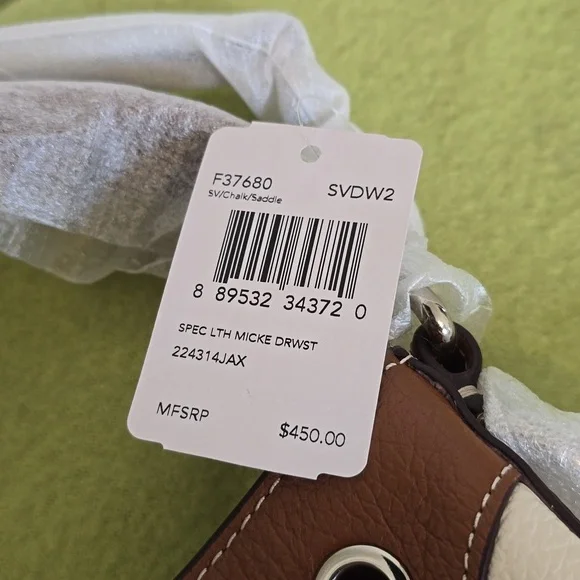 F37680 SVDW2
SV/Chalk/Saddle
8 89532 34372 0
SPEC LTH MICKE DRWST
224314JAX
MFSRP $450.00